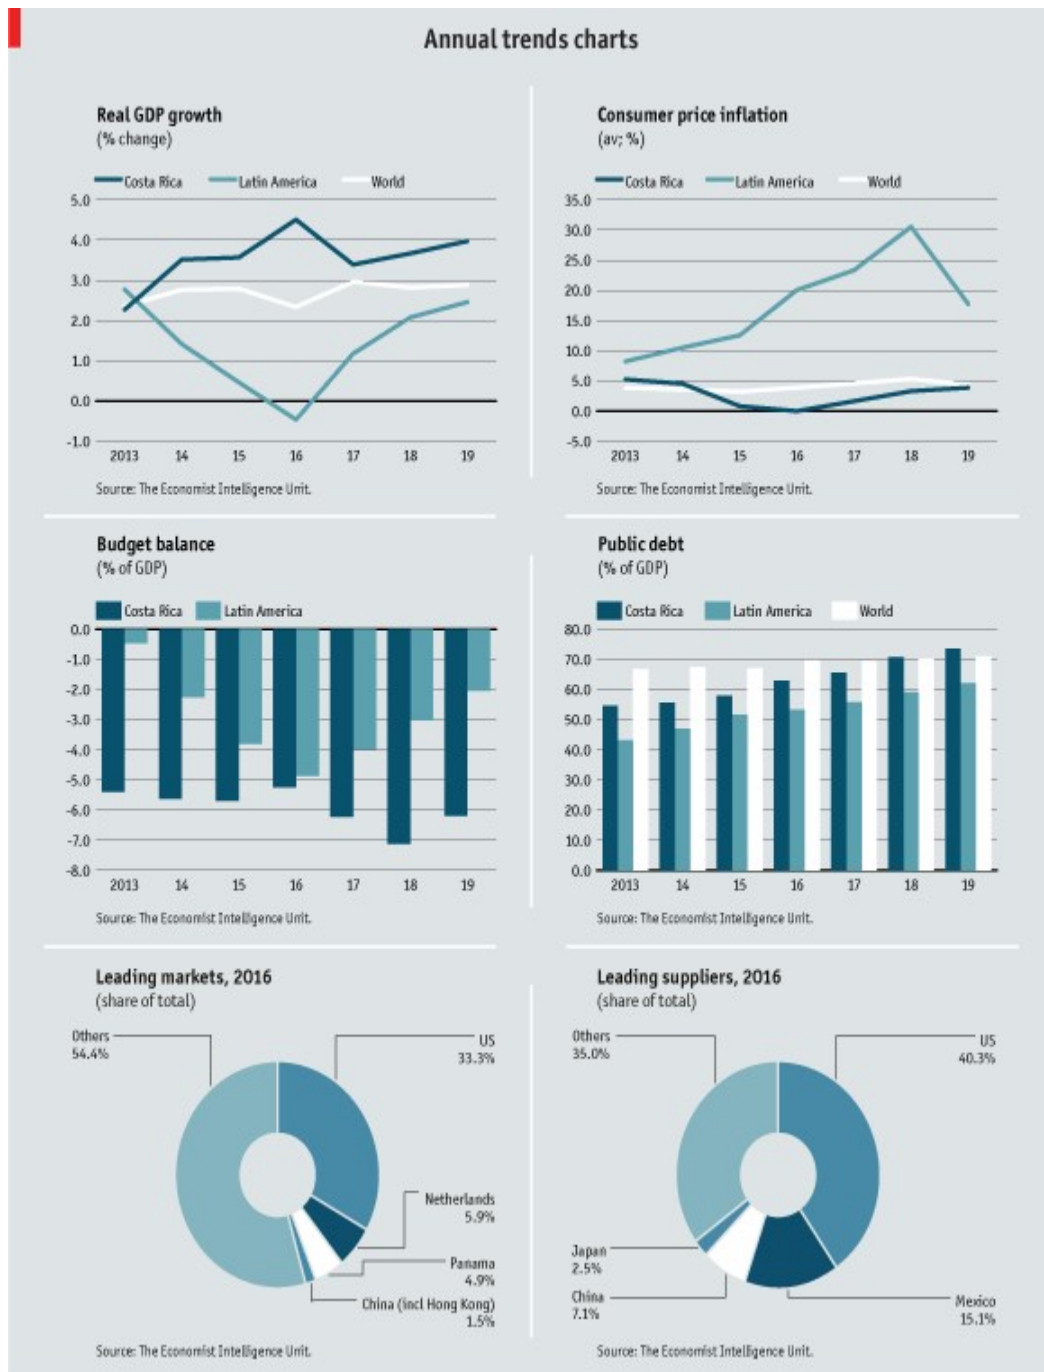 Annual trends charts
Real GDP growth
(% change)
Costa Rica Latin America World
5.0
4.0
3.0
2.0
1.0
0.0
-1.0
2013 14 15 16 17 18 19
Source: The Economist Intelligence Unit.
Consumer price inflation
(av; %)
Costa Rica Latin America World
35.0
30.0
25.0
20.0
15.0
10.0
5.0
0.0
-5.0
2013 14 15 16 17 18 19
Source: The Economist Intelligence Unit.
Budget balance
(% of GDP)
Costa Rica Latin America
0.0
-1.0
-2.0
-3.0
-4.0
-5.0
-6.0
-7.0
-8.0
2013 14 15 16 17 18 19
Source: The Economist Intelligence Unit.
Public debt
(% of GDP)
Costa Rica Latin America World
80.0
70.0
60.0
50.0
40.0
30.0
20.0
10.0
0.0
2013 14 15 16 17 18 19
Source: The Economist Intelligence Unit.
Leading markets, 2016
(share of total)
Others
54.4%
US
33.3%
Netherlands
5.9%
Panama
4.9%
China (incl Hong Kong)
1.5%
Source: The Economist Intelligence Unit.
Leading suppliers, 2016
(share of total)
Others
35.0%
US
40.3%
Japan
2.5%
China
7.1%
Mexico
15.1%
Source: The Economist Intelligence Unit.